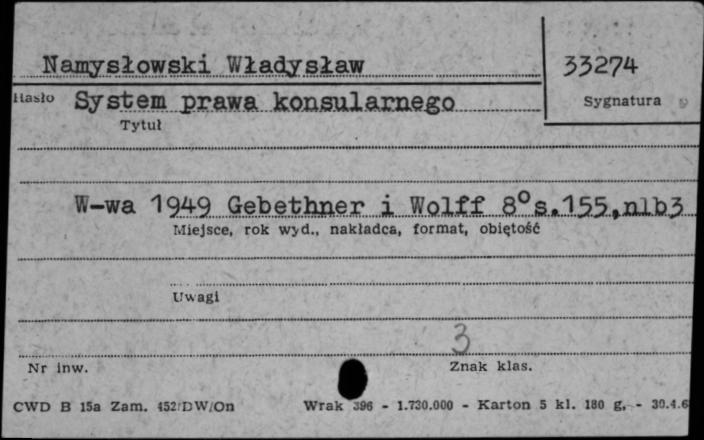 Namysłowski Władysław
33274
Hasło System prawa konsularnego
Sygnatura
Tytuł
W-wa 1949 Gebethner i Wolff 8° s.155,nlb3
Miejsce, rok wyd., nakładca, format, objętość
Uwagi
3
Nr inw.
Znak klas.
CWD B 15a Zam. 452/DW/On Wrak 396 - 1.730.000 - Karton 5 kl. 180 g, - 30.4.6